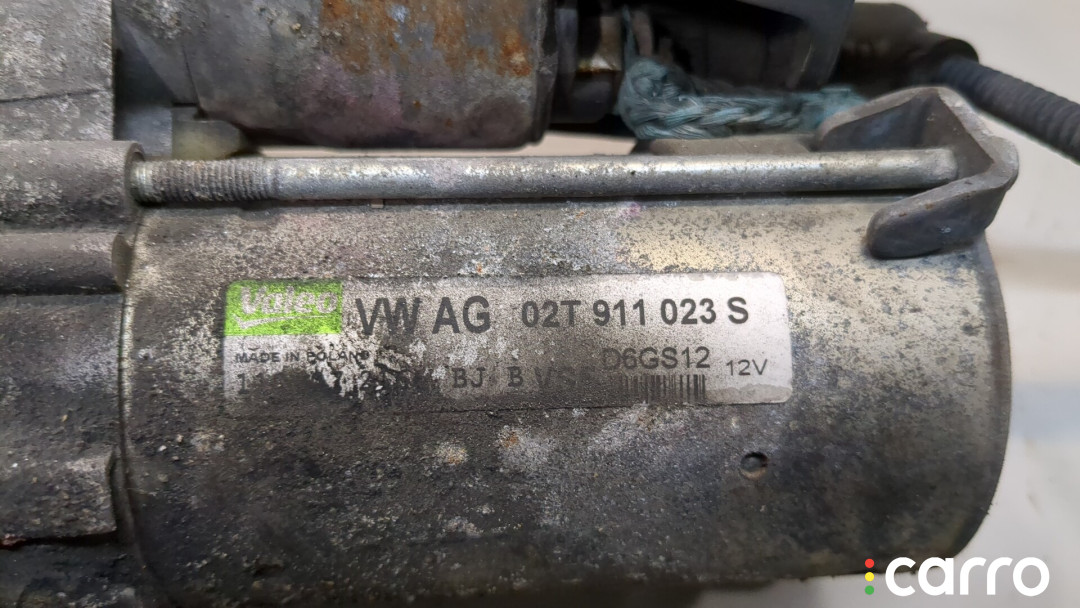 Valeo VW AG 02T 911 023 S
MADE IN POLAND D6GS12 12V
BJ B
carro